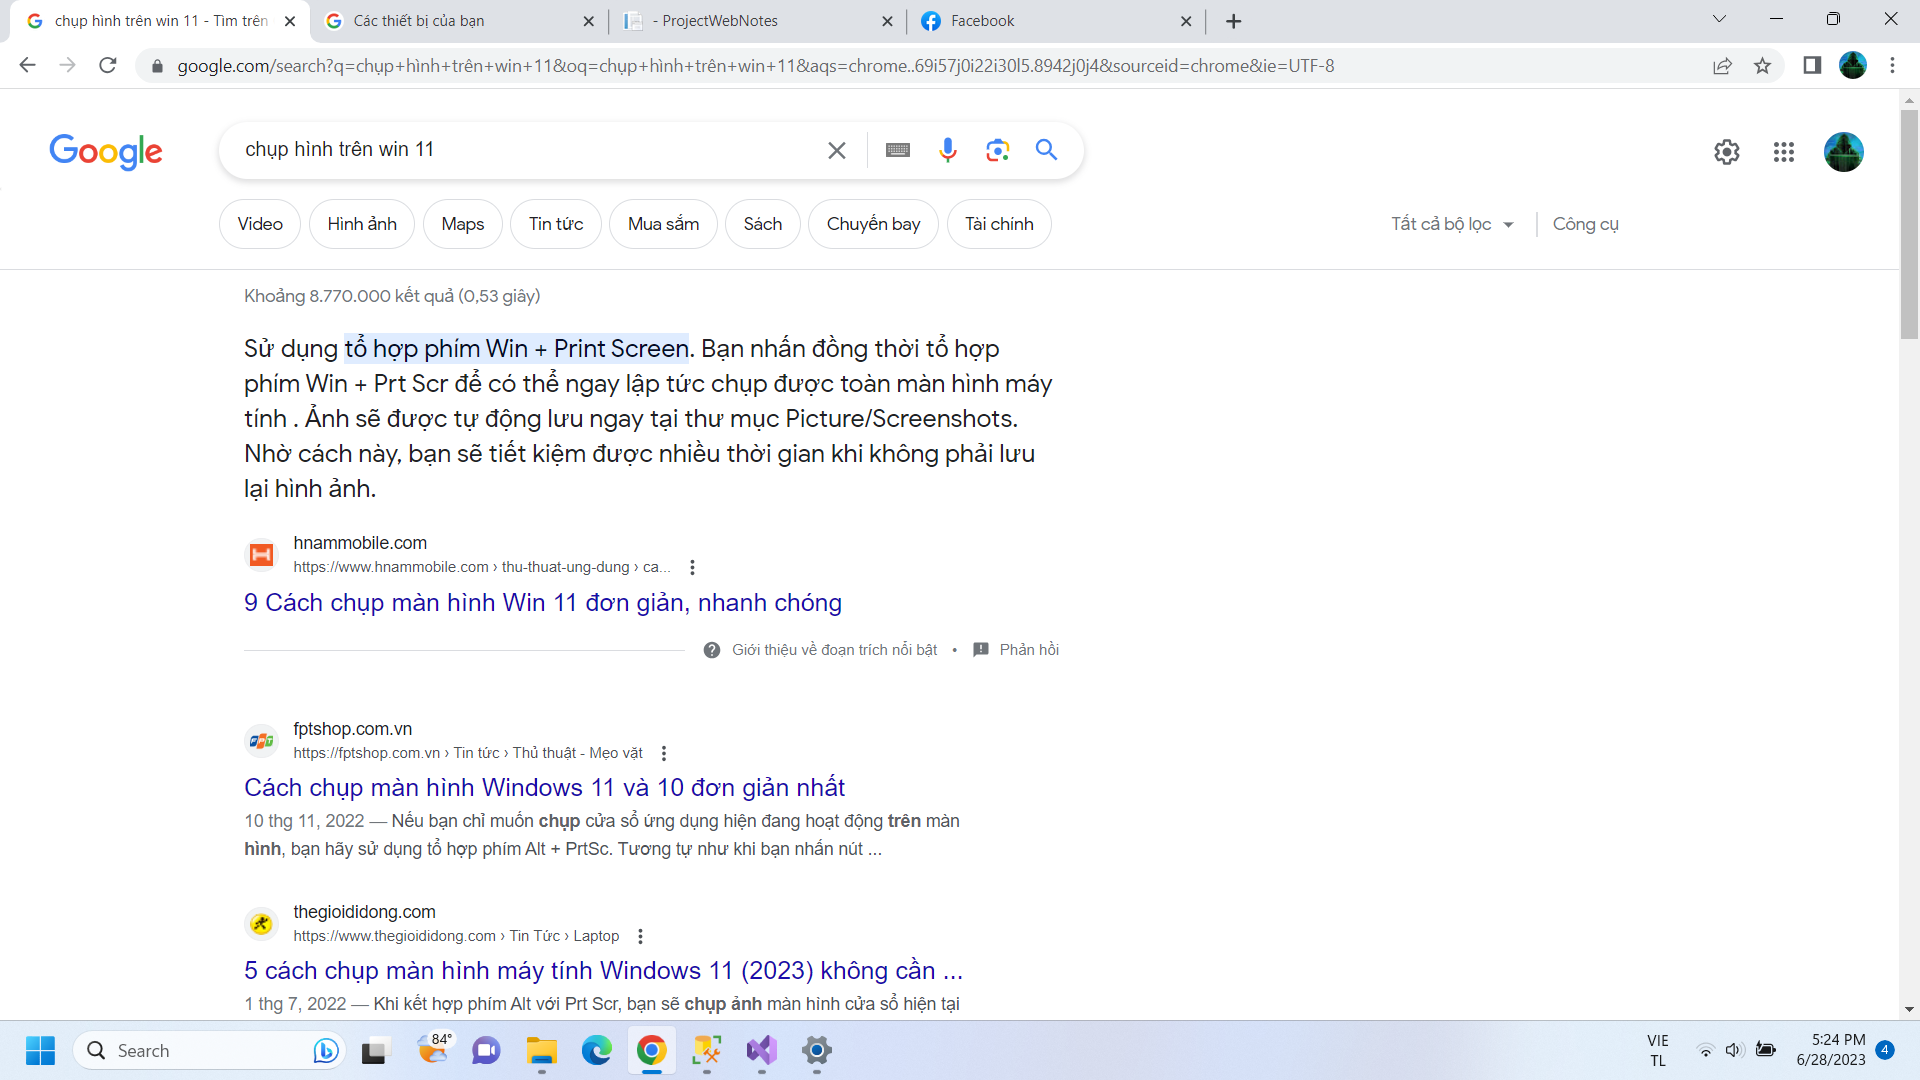 chụp hình trên win 11 - Tìm trên
Các thiết bị của bạn
- ProjectWebNotes
Facebook
google.com/search?q=chụp+hình+trên+win+11&oq=chụp+hình+trên+win+11&aqs=chrome..69i57j0i22i30l5.8942j0j4&sourceid=chrome&ie=UTF-8
Google
chụp hình trên win 11
Video
Hình ảnh
Maps
Tin tức
Mua sắm
Sách
Chuyến bay
Tài chính
Tất cả bộ lọc
Công cụ
Khoảng 8.770.000 kết quả (0,53 giây)
Sử dụng tổ hợp phím Win + Print Screen. Bạn nhấn đồng thời tổ hợp
phím Win + Prt Scr để có thể ngay lập tức chụp được toàn màn hình máy
tính . Ảnh sẽ được tự động lưu ngay tại thư mục Picture/Screenshots.
Nhờ cách này, bạn sẽ tiết kiệm được nhiều thời gian khi không phải lưu
lại hình ảnh.
hnammobile.com
https://www.hnammobile.com › thu-thuat-ung-dung › ca...
9 Cách chụp màn hình Win 11 đơn giản, nhanh chóng
Giới thiệu về đoạn trích nổi bật • Phản hồi
FPT
fptshop.com.vn
https://fptshop.com.vn › Tin tức › Thủ thuật - Mẹo vặt
Cách chụp màn hình Windows 11 và 10 đơn giản nhất
10 thg 11, 2022 — Nếu bạn chỉ muốn chụp cửa sổ ứng dụng hiện đang hoạt động trên màn
hình, bạn hãy sử dụng tổ hợp phím Alt + PrtSc. Tương tự như khi bạn nhấn nút ...
thegioididong.com
https://www.thegioididong.com › Tin Tức › Laptop
5 cách chụp màn hình máy tính Windows 11 (2023) không cần ...
1 thg 7, 2022 — Khi kết hợp phím Alt với Prt Scr, bạn sẽ chụp ảnh màn hình cửa sổ hiện tại
Search
84°
VIE
TL
5:24 PM
6/28/2023
4